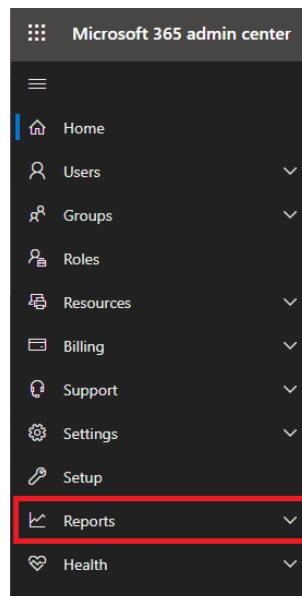 Microsoft 365 admin center
Home
Users
Groups
Roles
Resources
Billing
Support
Settings
Setup
Reports
Health